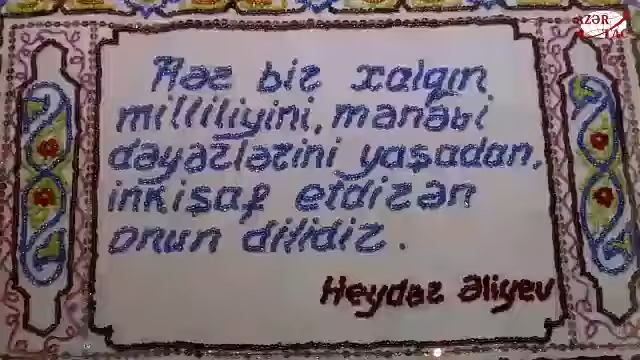 AZƏRTAC
Hər bir xalqın
milliliyini, mənəvi
dəyərlərini yaşadan,
inkişaf etdirən
onun dilidir.
Heydər Əliyev